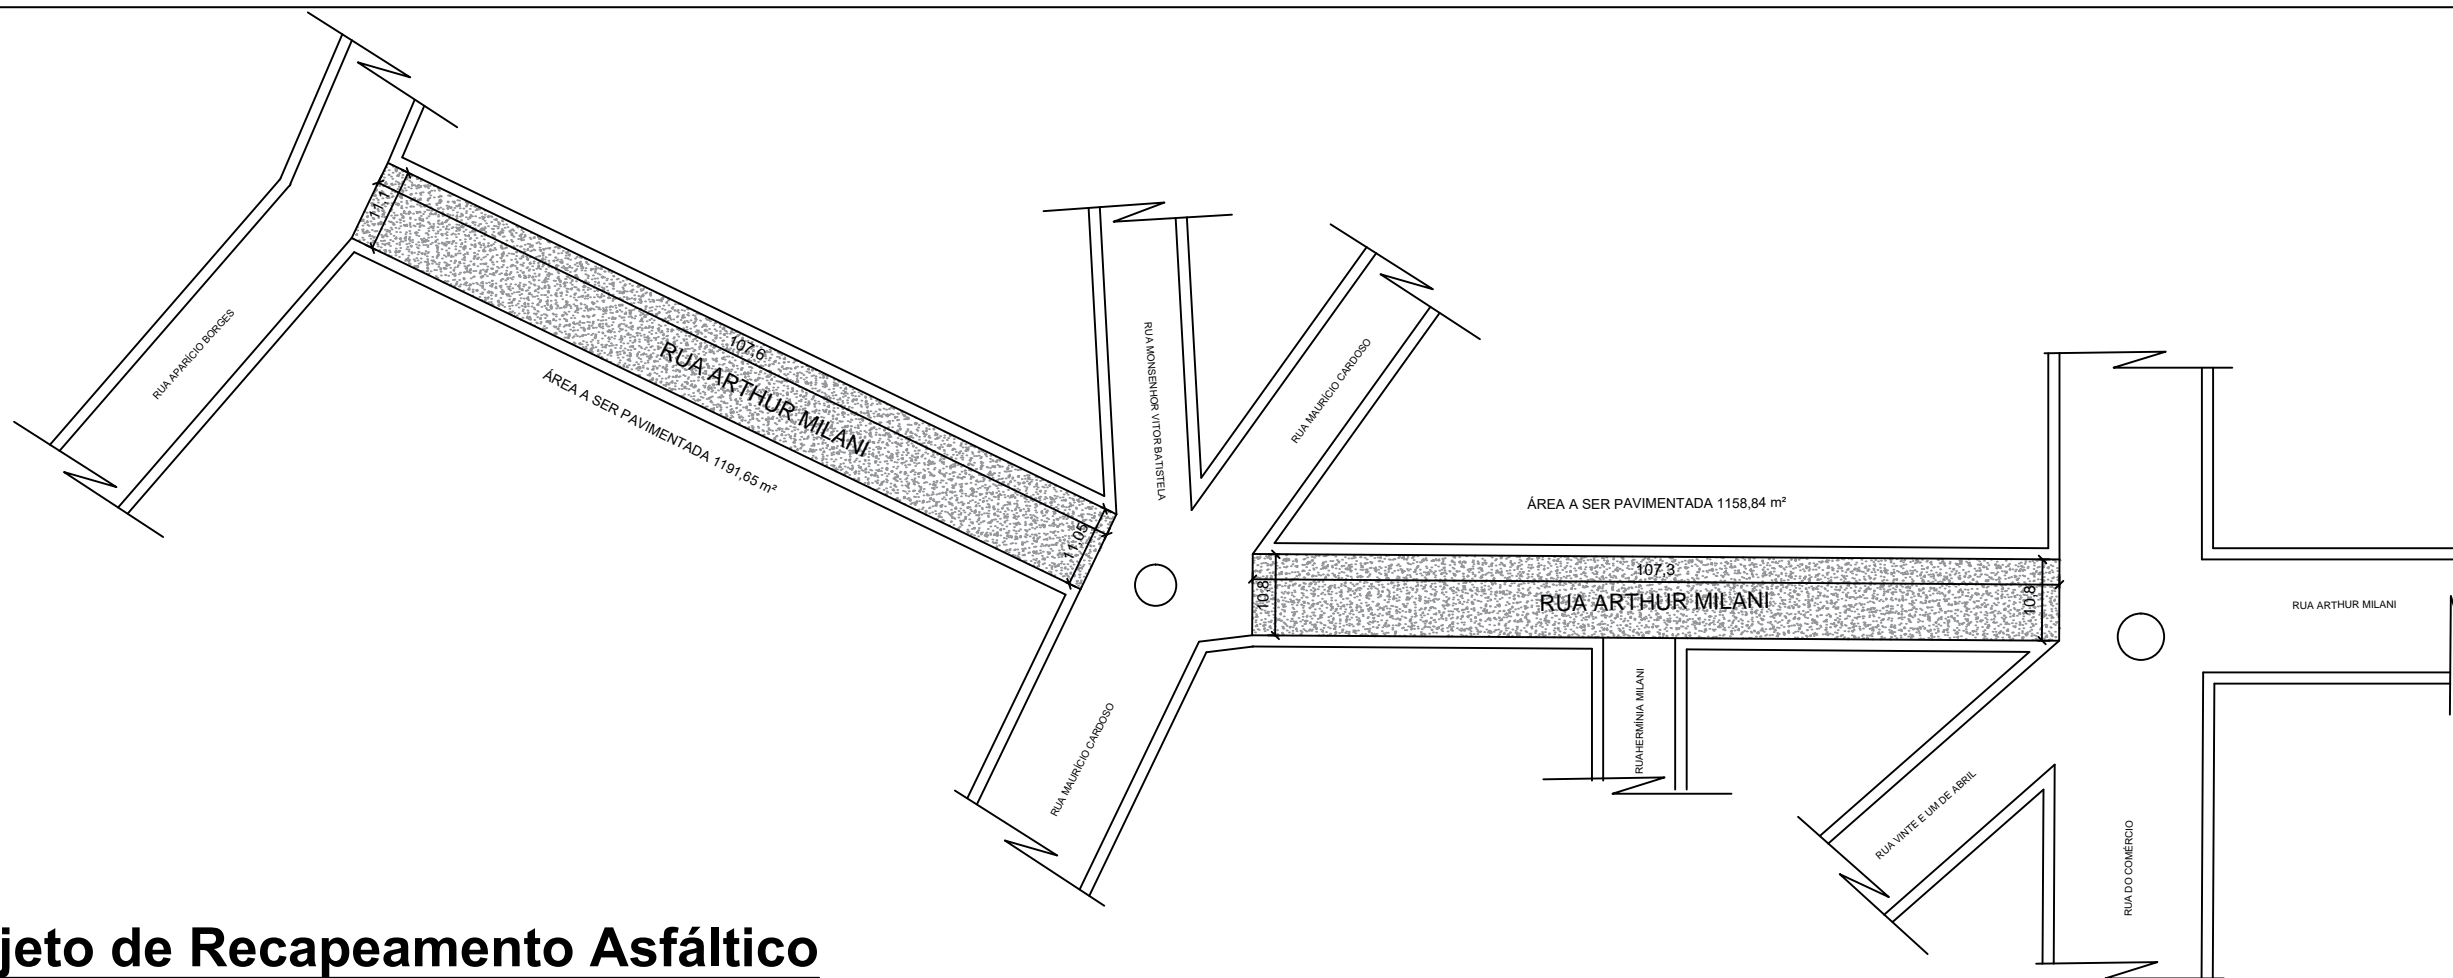 11,1
107,6
RUA ARTHUR MILANI
ÁREA A SER PAVIMENTADA 1191,65 m²
11,05
RUA APARÍCIO BORGES
RUA MONSENHOR VITOR BATISTELA
RUA MAURÍCIO CARDOSO
RUA MAURÍCIO CARDOSO
ÁREA A SER PAVIMENTADA 1158,84 m²
107,3
10,8
RUA ARTHUR MILANI
10,8
RUA ARTHUR MILANI
RUAHERMÍNIA MILANI
RUA VINTE E UM DE ABRIL
RUA DO COMÉRCIO
jeto de Recapeamento Asfáltico